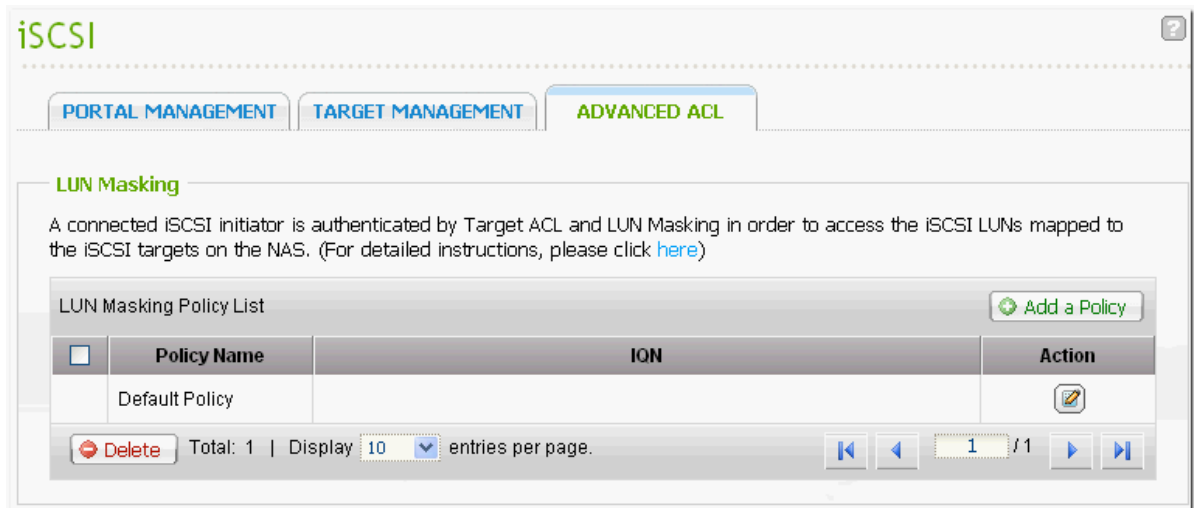 iSCSI
?
PORTAL MANAGEMENT
TARGET MANAGEMENT
ADVANCED ACL
LUN Masking
A connected iSCSI initiator is authenticated by Target ACL and LUN Masking in order to access the iSCSI LUNs mapped to
the iSCSI targets on the NAS. (For detailed instructions, please click here)
LUN Masking Policy List
Add a Policy
Policy Name
IQN
Action
Default Policy
Delete Total: 1 | Display 10 entries per page.
1 / 1